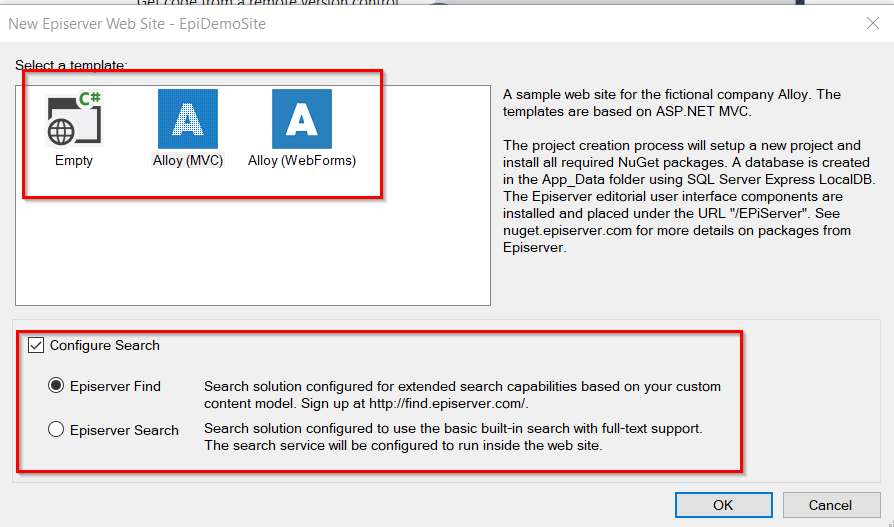 Get code from a remote version control
New Episerver Web Site - EpiDemoSite
Select a template:
C#
A
A
Empty
Alloy (MVC)
Alloy (WebForms)
A sample web site for the fictional company Alloy. The
templates are based on ASP.NET MVC.
The project creation process will setup a new project and
install all required NuGet packages. A database is created
in the App_Data folder using SQL Server Express LocalDB.
The Episerver editorial user interface components are
installed and placed under the URL "/EPiServer". See
nuget.episerver.com for more details on packages from
Episerver.
Configure Search
Episerver Find
Search solution configured for extended search capabilities based on your custom
content model. Sign up at http://find.episerver.com/.
Episerver Search
Search solution configured to use the basic built-in search with full-text support.
The search service will be configured to run inside the web site.
OK
Cancel